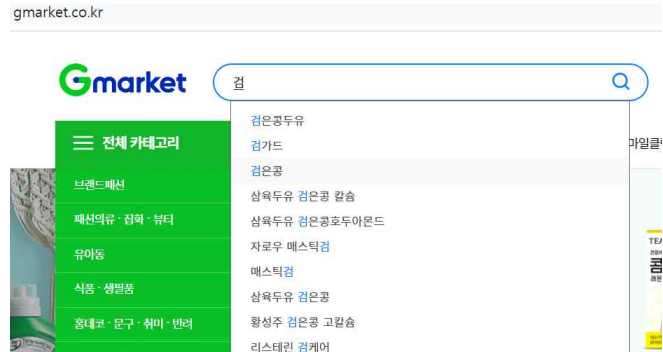 gmarket.co.kr
Gmarket
검
전체 카테고리
브랜드패션
패션의류 · 잡화 · 뷰티
유아동
식품 · 생필품
홈데코 · 문구 · 취미 · 반려
검은콩두유
검가드
검은콩
삼육두유 검은콩 칼슘
삼육두유 검은콩호두아몬드
자로우 매스틱검
매스틱검
삼육두유 검은콩
황성주 검은콩 고칼슘
리스테린 검케어
마일클
TEA
콤